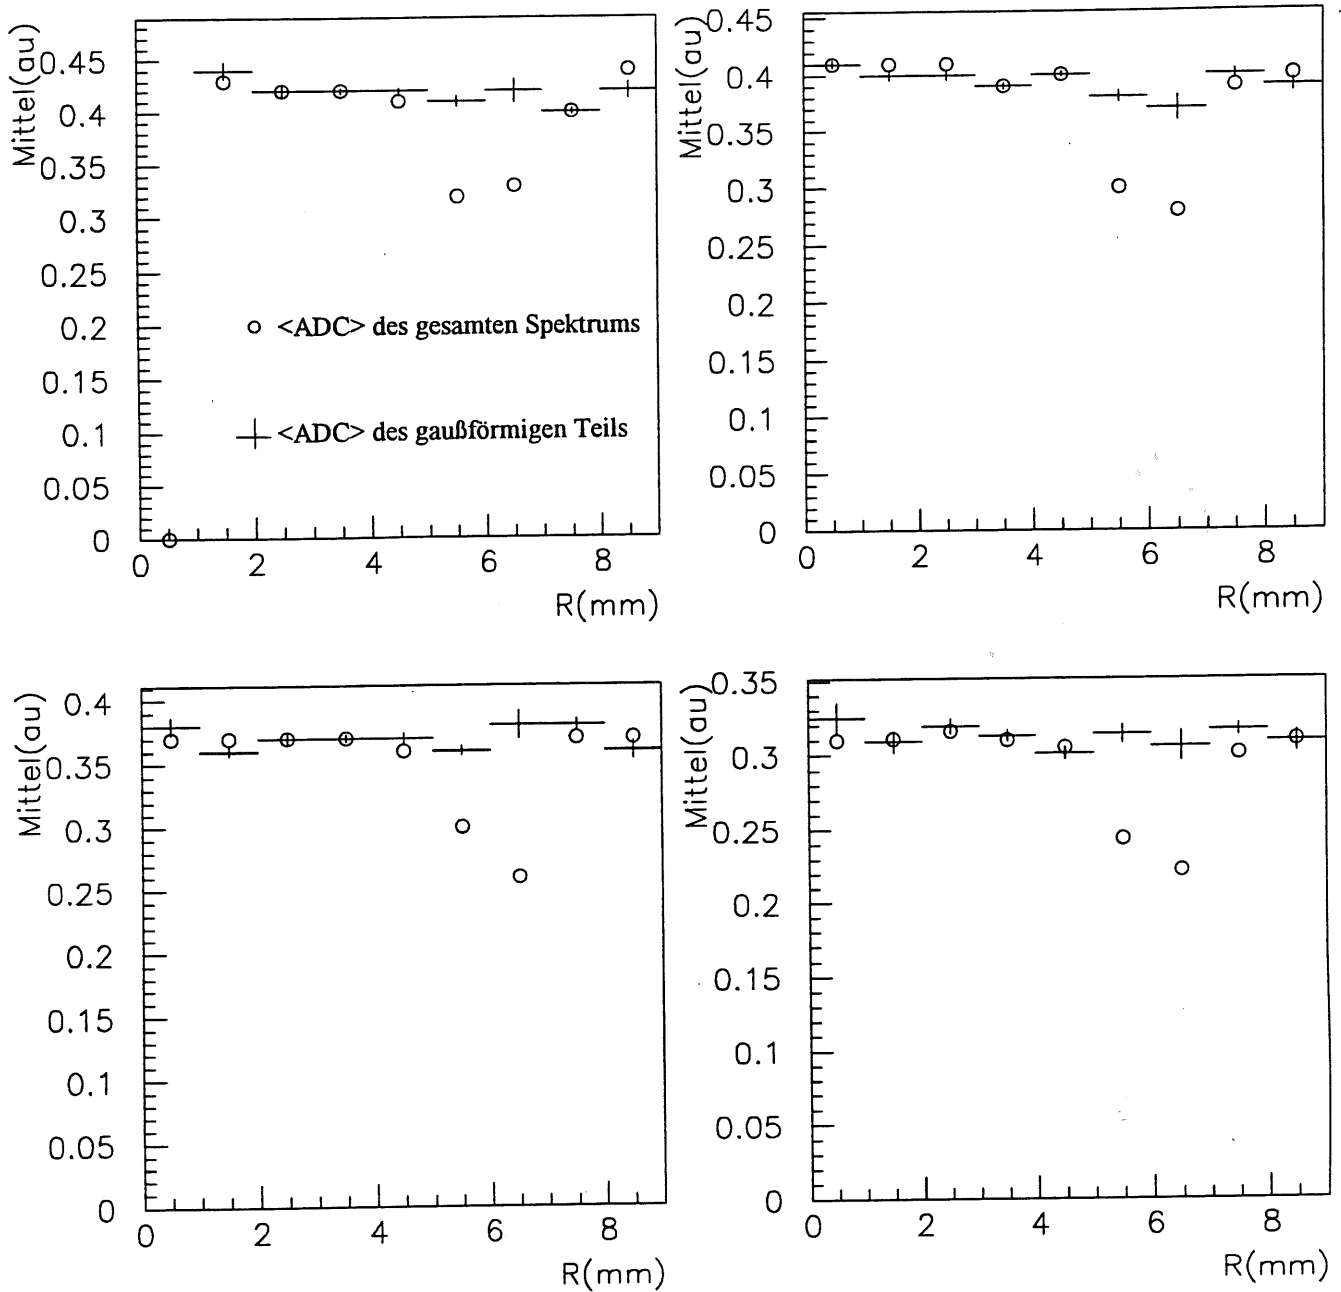 Mittel(au)
0.45
0.4
0.35
0.3
0.25
0.2
0.15
0.1
0.05
0
○ <ADC> des gesamten Spektrums
+ <ADC> des gaußförmigen Teils
0 2 4 6 8
R(mm)
Mittel(au)
0.45
0.4
0.35
0.3
0.25
0.2
0.15
0.1
0.05
0
0 2 4 6 8
R(mm)
Mittel(au)
0.4
0.35
0.3
0.25
0.2
0.15
0.1
0.05
0
0 2 4 6 8
R(mm)
Mittel(au)
0.35
0.3
0.25
0.2
0.15
0.1
0.05
0
0 2 4 6 8
R(mm)